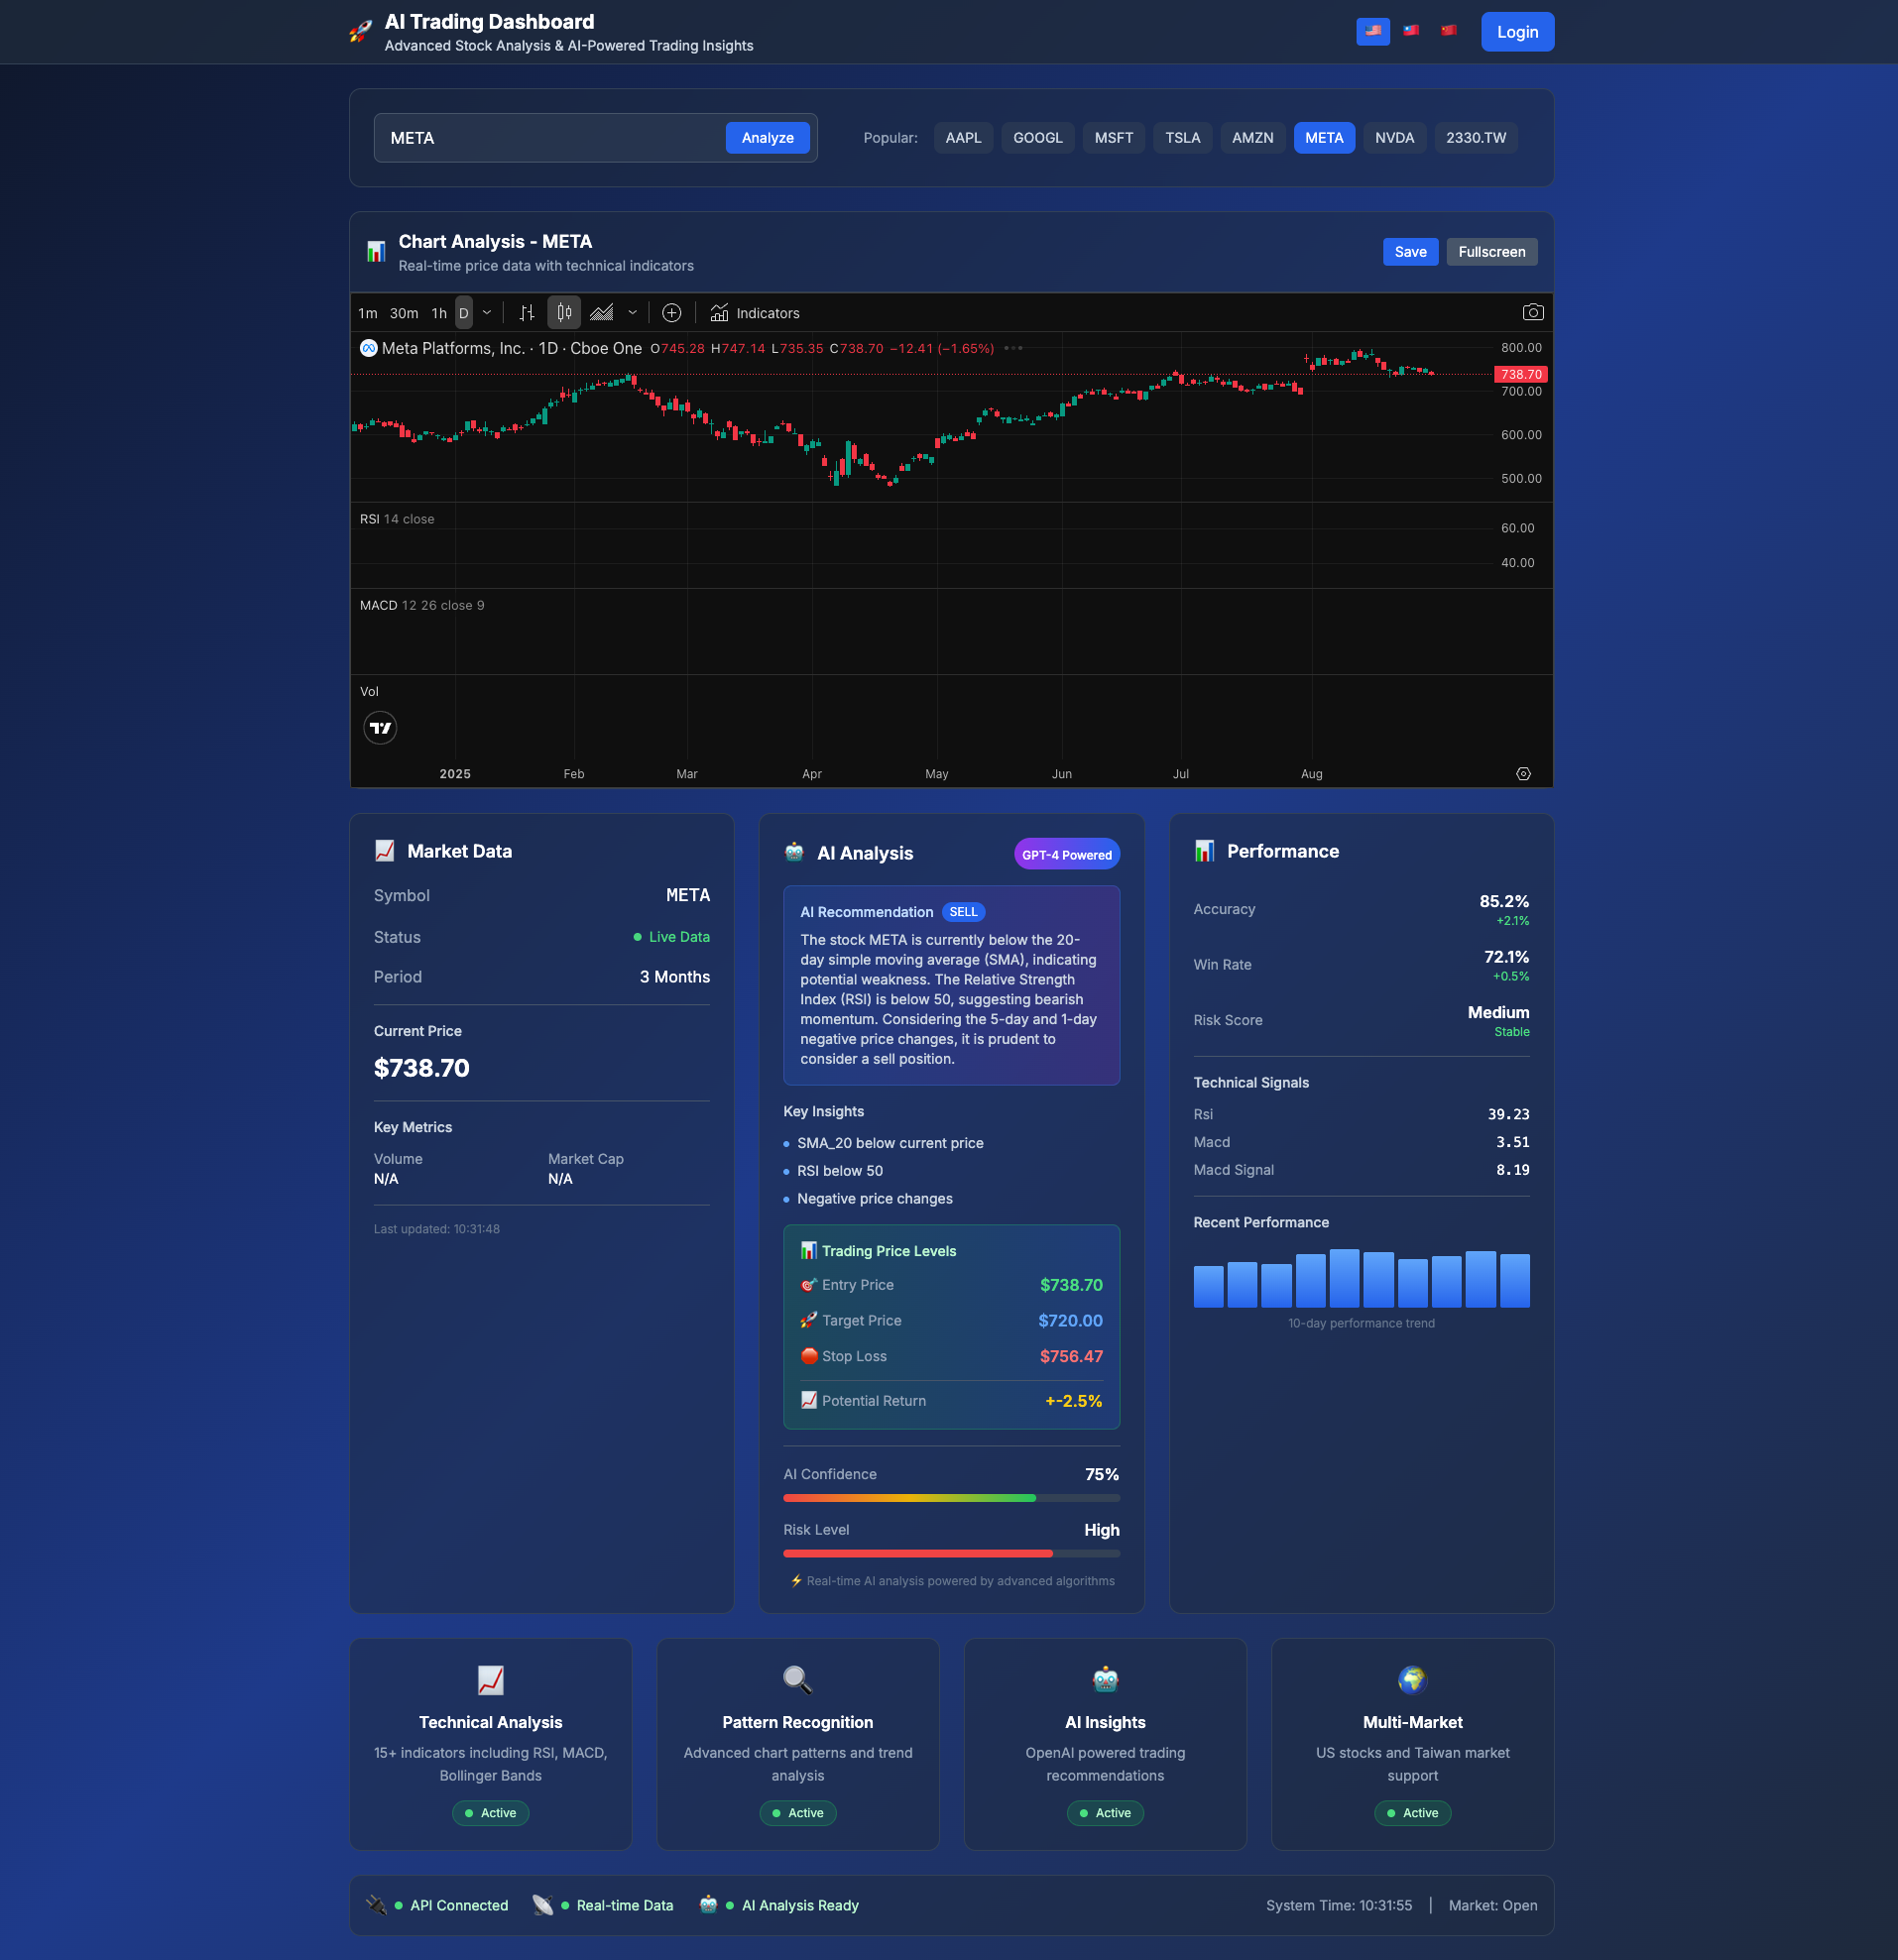 AI Trading Dashboard
Advanced Stock Analysis & AI-Powered Trading Insights
Login
META
Analyze
Popular:
AAPL
GOOGL
MSFT
TSLA
AMZN
META
NVDA
2330.TW
Chart Analysis - META
Real-time price data with technical indicators
Save
Fullscreen
1m 30m 1h D
Indicators
Meta Platforms, Inc. · 1D · Cboe One O745.28 H747.14 L735.35 C738.70 −12.41 (−1.65%)
800.00
738.70
700.00
600.00
500.00
RSI 14 close
60.00
40.00
MACD 12 26 close 9
Vol
2025 Feb Mar Apr May Jun Jul Aug
Market Data
Symbol META
Status Live Data
Period 3 Months
Current Price
$738.70
Key Metrics
Volume Market Cap
N/A N/A
Last updated: 10:31:48
AI Analysis
GPT-4 Powered
AI Recommendation SELL
The stock META is currently below the 20-
day simple moving average (SMA), indicating
potential weakness. The Relative Strength
Index (RSI) is below 50, suggesting bearish
momentum. Considering the 5-day and 1-day
negative price changes, it is prudent to
consider a sell position.
Key Insights
SMA_20 below current price
RSI below 50
Negative price changes
Trading Price Levels
Entry Price $738.70
Target Price $720.00
Stop Loss $756.47
Potential Return +-2.5%
AI Confidence 75%
Risk Level High
Real-time AI analysis powered by advanced algorithms
Performance
Accuracy 85.2%
+2.1%
Win Rate 72.1%
+0.5%
Risk Score Medium
Stable
Technical Signals
Rsi 39.23
Macd 3.51
Macd Signal 8.19
Recent Performance
10-day performance trend
Technical Analysis
15+ indicators including RSI, MACD,
Bollinger Bands
Active
Pattern Recognition
Advanced chart patterns and trend
analysis
Active
AI Insights
OpenAI powered trading
recommendations
Active
Multi-Market
US stocks and Taiwan market
support
Active
API Connected
Real-time Data
AI Analysis Ready
System Time: 10:31:55 | Market: Open